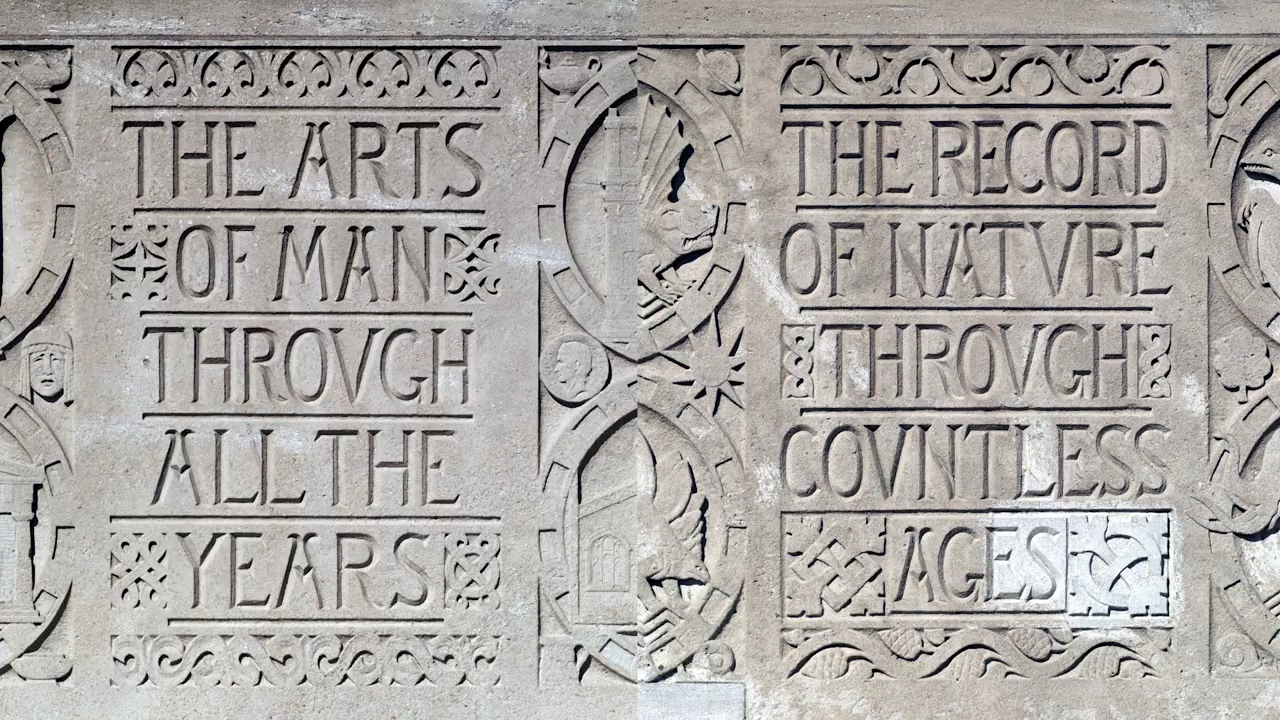 THE ARTS
OF MAN
THROVGH
ALL THE
YEARS
THE RECORD
OF NATVRE
THROVGH
COVNTLESS
AGES